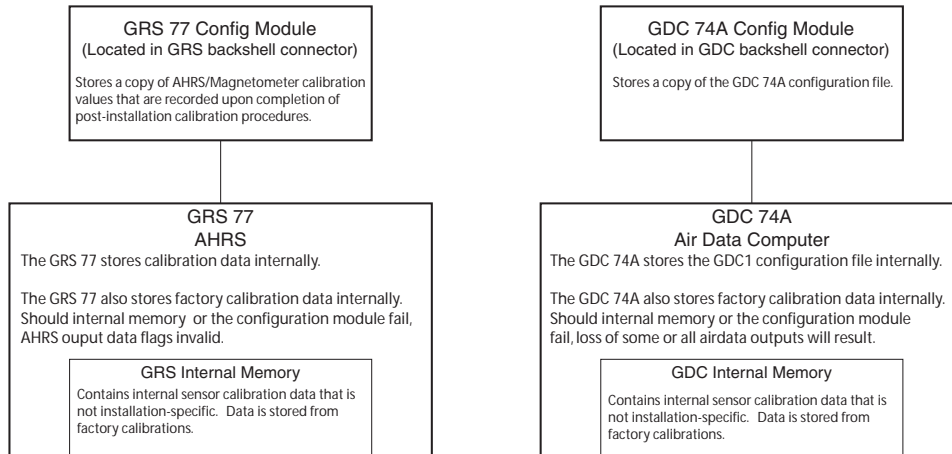 GRS 77 Config Module
(Located in GRS backshell connector)
Stores a copy of AHRS/Magnetometer calibration
values that are recorded upon completion of
post-installation calibration procedures.
GDC 74A Config Module
(Located in GDC backshell connector)
Stores a copy of the GDC 74A configuration file.
GRS 77
AHRS
The GRS 77 stores calibration data internally.
The GRS 77 also stores factory calibration data internally.
Should internal memory or the configuration module fail,
AHRS ouput data flags invalid.
GRS Internal Memory
Contains internal sensor calibration data that is
not installation-specific. Data is stored from
factory calibrations.
GDC 74A
Air Data Computer
The GDC 74A stores the GDC1 configuration file internally.
The GDC 74A also stores factory calibration data internally.
Should internal memory or the configuration module
fail, loss of some or all airdata outputs will result.
GDC Internal Memory
Contains internal sensor calibration data that is
not installation-specific. Data is stored from
factory calibrations.